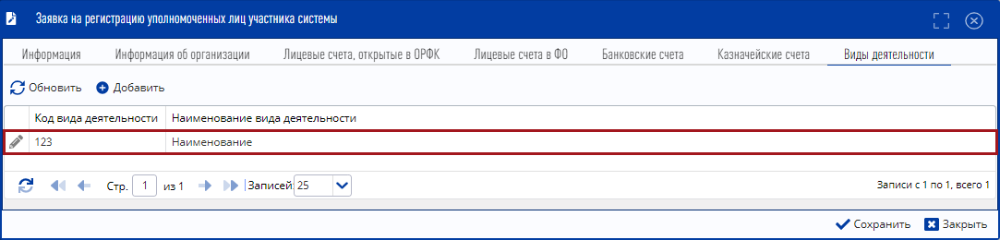 Заявка на регистрацию уполномоченных лиц участника системы
Информация Информация об организации Лицевые счета, открытые в ОРФК Лицевые счета в ФО Банковские счета Казначейские счета Виды деятельности
Обновить Добавить
Код вида деятельности Наименование вида деятельности
123 Наименование
Стр. 1 из 1 Записей: 25 Записи с 1 по 1, всего 1
Сохранить Закрыть